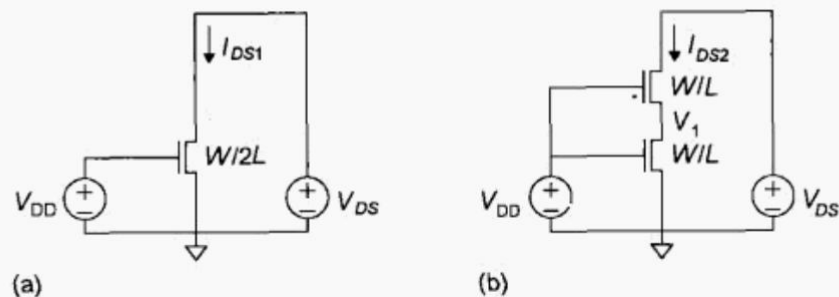 I_DS1
W/2L
V_DD
+
−
+
−
V_DS
(a)
I_DS2
W/L
V_1
W/L
V_DD
+
−
+
−
V_DS
(b)